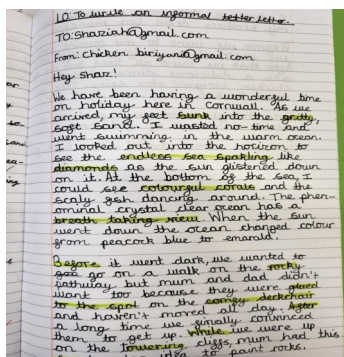 LO: To write an informal letter letter.
TO: Shaziah@gmail.com
From: Chicken biriyani@gmail.com
Hey Shaz!
We have been having a wonderful time
on holiday here in Cornwall. As we
arrived, my feet sunk into the gritty,
soft sand. I wasted no-time and
went swimming in the warm ocean.
I looked out into the horizon to
see the endless sea spakling like
diamonds as the sun glistened down
on it. At the bottom of the sea, I
could see colourful corals and the
scaly fish dancing around. The phen-
ominal crystal clear ocean has a
breath taking view. When the sun
went down the ocean changed colour
from peacock blue to emarald.
Before it went dark, we wanted to
go on a walk on the rocky
pathway but mum and dad didn't
want too because they were glued
to the spot on the comfy deckchair
and haven't moved all day. After
a long time we finally convinced
them to get up. While we were up
on the towering cliffs, mum had this
idea to paint rocks.